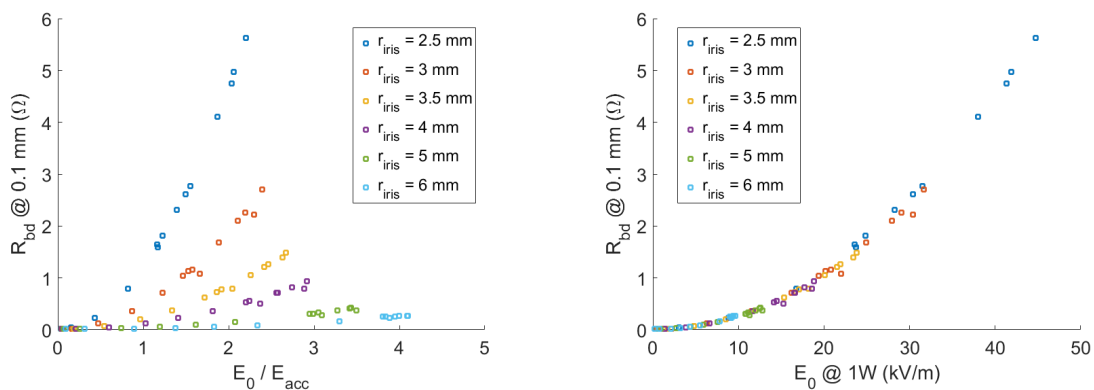 6
5
4
3
2
1
0
R_bd @ 0.1 mm (Ω)
r_iris = 2.5 mm
r_iris = 3 mm
r_iris = 3.5 mm
r_iris = 4 mm
r_iris = 5 mm
r_iris = 6 mm
0 1 2 3 4 5
E_0 / E_acc
6
5
4
3
2
1
0
R_bd @ 0.1 mm (Ω)
r_iris = 2.5 mm
r_iris = 3 mm
r_iris = 3.5 mm
r_iris = 4 mm
r_iris = 5 mm
r_iris = 6 mm
0 10 20 30 40 50
E_0 @ 1W (kV/m)